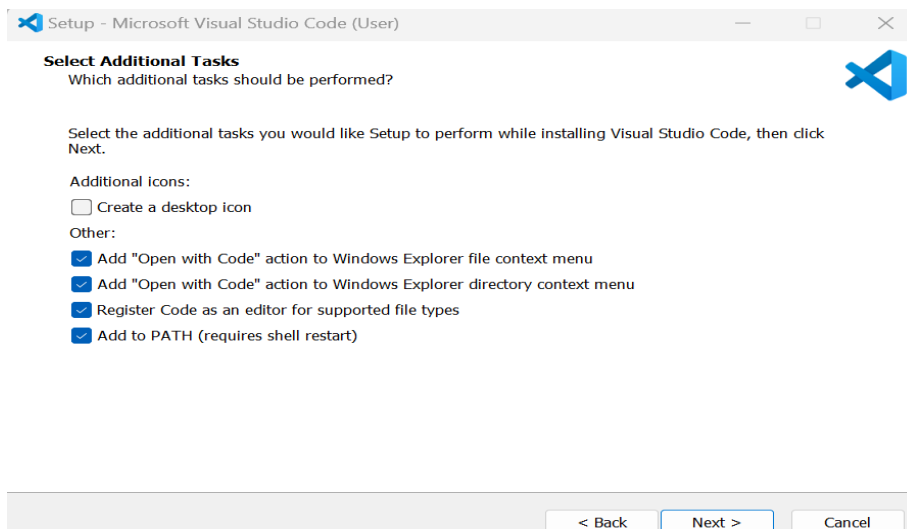 Setup - Microsoft Visual Studio Code (User)
Select Additional Tasks
Which additional tasks should be performed?
Select the additional tasks you would like Setup to perform while installing Visual Studio Code, then click
Next.
Additional icons:
Create a desktop icon
Other:
Add "Open with Code" action to Windows Explorer file context menu
Add "Open with Code" action to Windows Explorer directory context menu
Register Code as an editor for supported file types
Add to PATH (requires shell restart)
< Back Next > Cancel